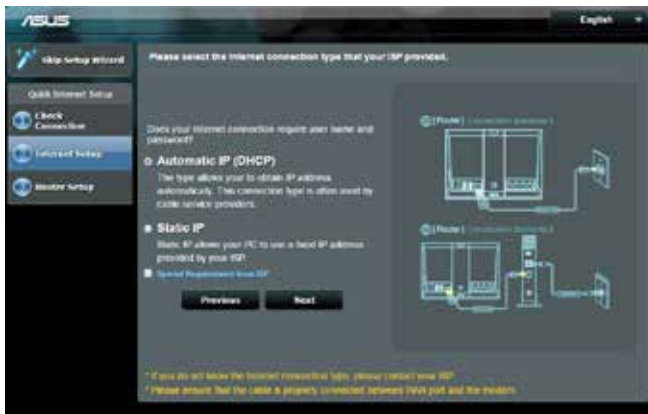 ASUS
English
Skip Setup Wizard
Please select the Internet connection type that your ISP provided.
Quick Internet Setup
Check
Connection
Internet Setup
Router Setup
Does your Internet connection require user name and
password?
Automatic IP (DHCP)
The type allows your to obtain IP address
automatically. This connection type is often used by
cable service providers.
Static IP
Static IP allows your PC to use a fixed IP address
provided by your ISP.
Special Requirement from ISP
Previous
Next
[Router]
[Router]
* If you do not know the Internet connection type, please contact your ISP.
* Please ensure that the cable is properly connected between WAN port and the modem.